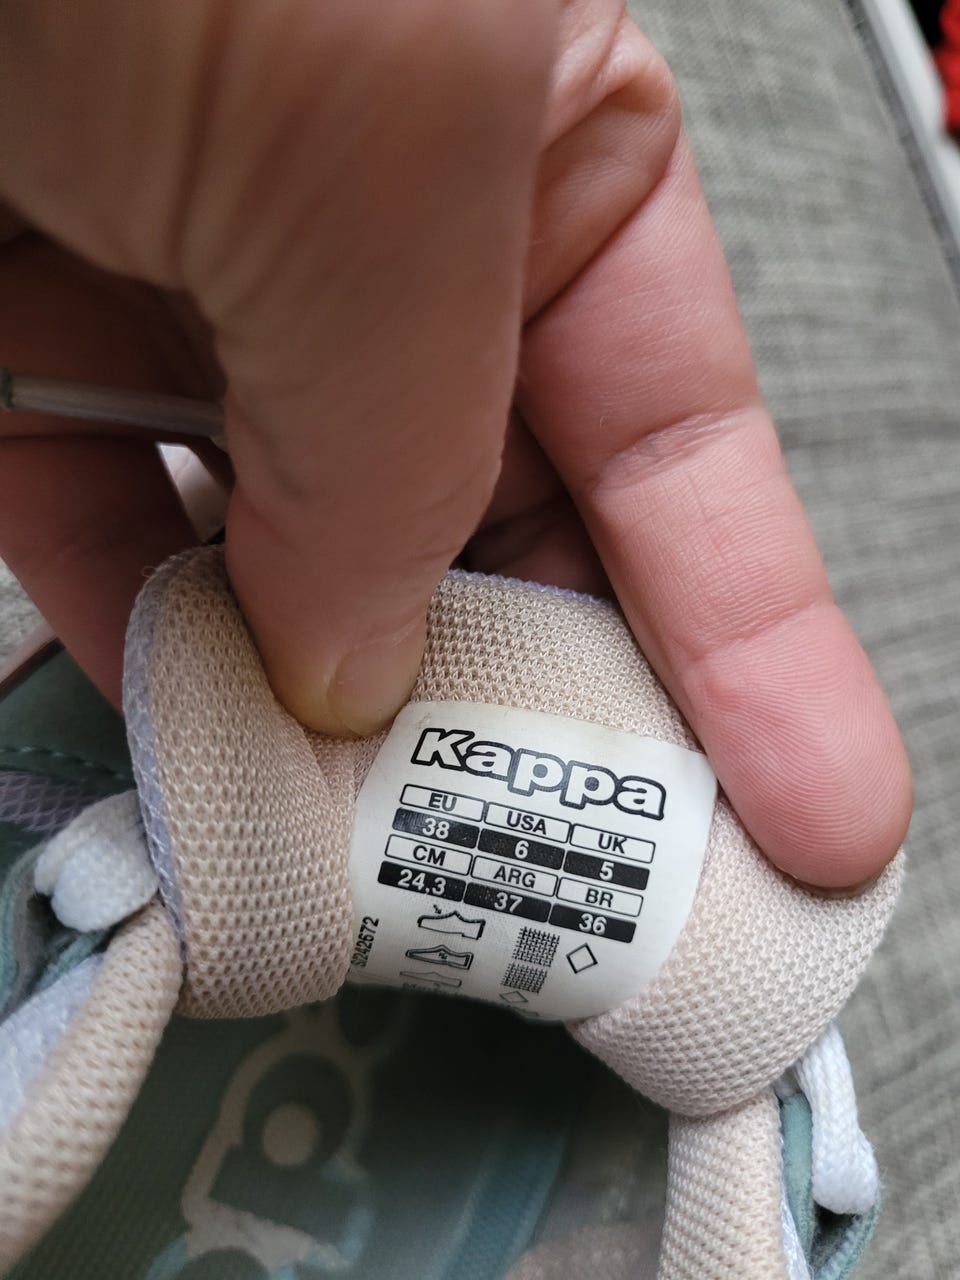 Kappa
EU USA UK
38 6 5
CM ARG BR
24,3 37 36